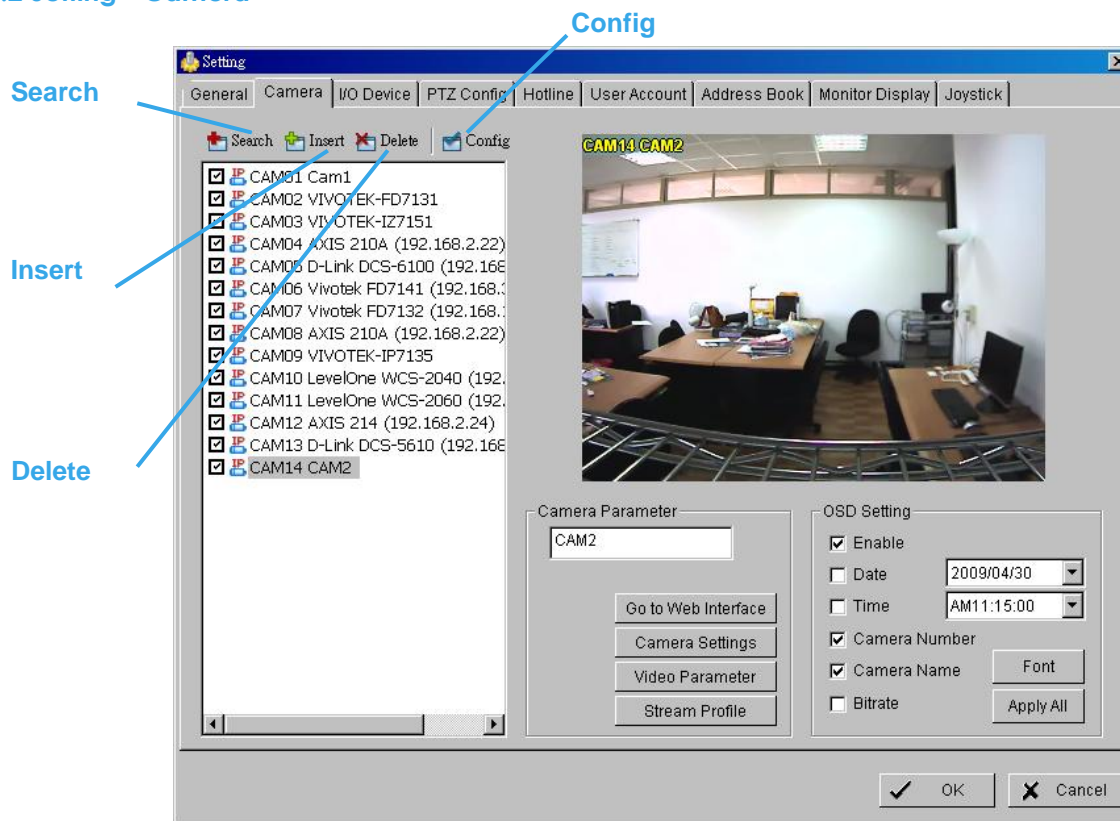 Setting - Camera
Config
Search
Insert
Delete
Setting
General Camera I/O Device PTZ Config Hotline User Account Address Book Monitor Display Joystick
Search Insert Delete Config
CAM01 Cam1
CAM02 VIVOTEK-FD7131
CAM03 VIVOTEK-IZ7151
CAM04 AXIS 210A (192.168.2.22)
CAM05 D-Link DCS-6100 (192.168
CAM06 Vivotek FD7141 (192.168.
CAM07 Vivotek FD7132 (192.168.
CAM08 AXIS 210A (192.168.2.22)
CAM09 VIVOTEK-IP7135
CAM10 LevelOne WCS-2040 (192.
CAM11 LevelOne WCS-2060 (192.
CAM12 AXIS 214 (192.168.2.24)
CAM13 D-Link DCS-5610 (192.168
CAM14 CAM2
CAM14 CAM2
Camera Parameter
CAM2
Go to Web Interface
Camera Settings
Video Parameter
Stream Profile
OSD Setting
Enable
Date 2009/04/30
Time AM11:15:00
Camera Number
Camera Name
Bitrate
Font
Apply All
OK Cancel